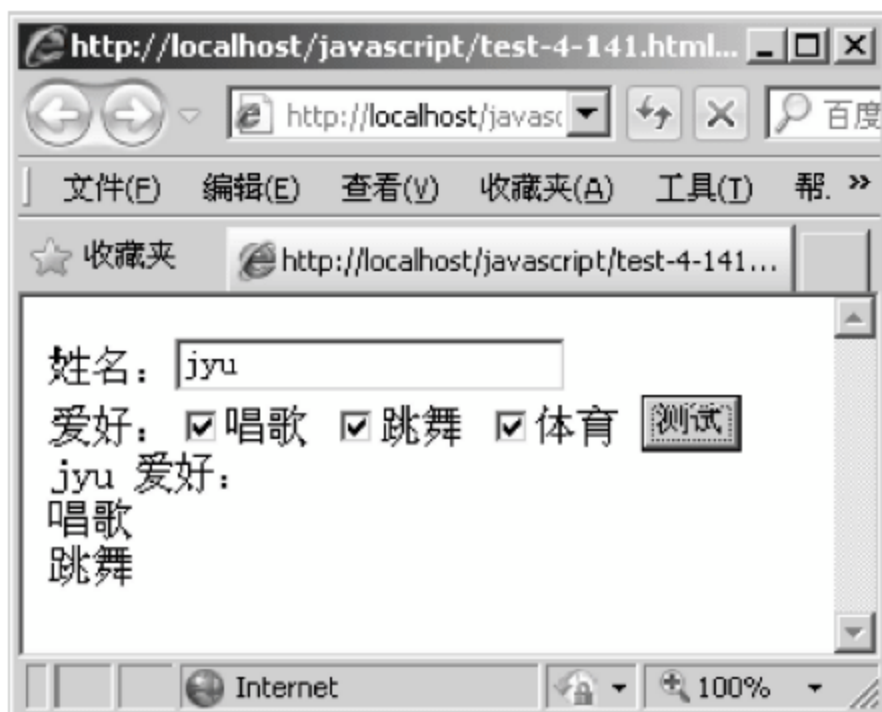 http://localhost/javascript/test-4-141.html...
http://localhost/javasc 百度
文件(F) 编辑(E) 查看(V) 收藏夹(A) 工具(T) 帮. »
收藏夹 http://localhost/javascript/test-4-141...
姓名：jyu
爱好：唱歌 跳舞 体育 测试
jyu 爱好：
唱歌
跳舞
Internet 100%